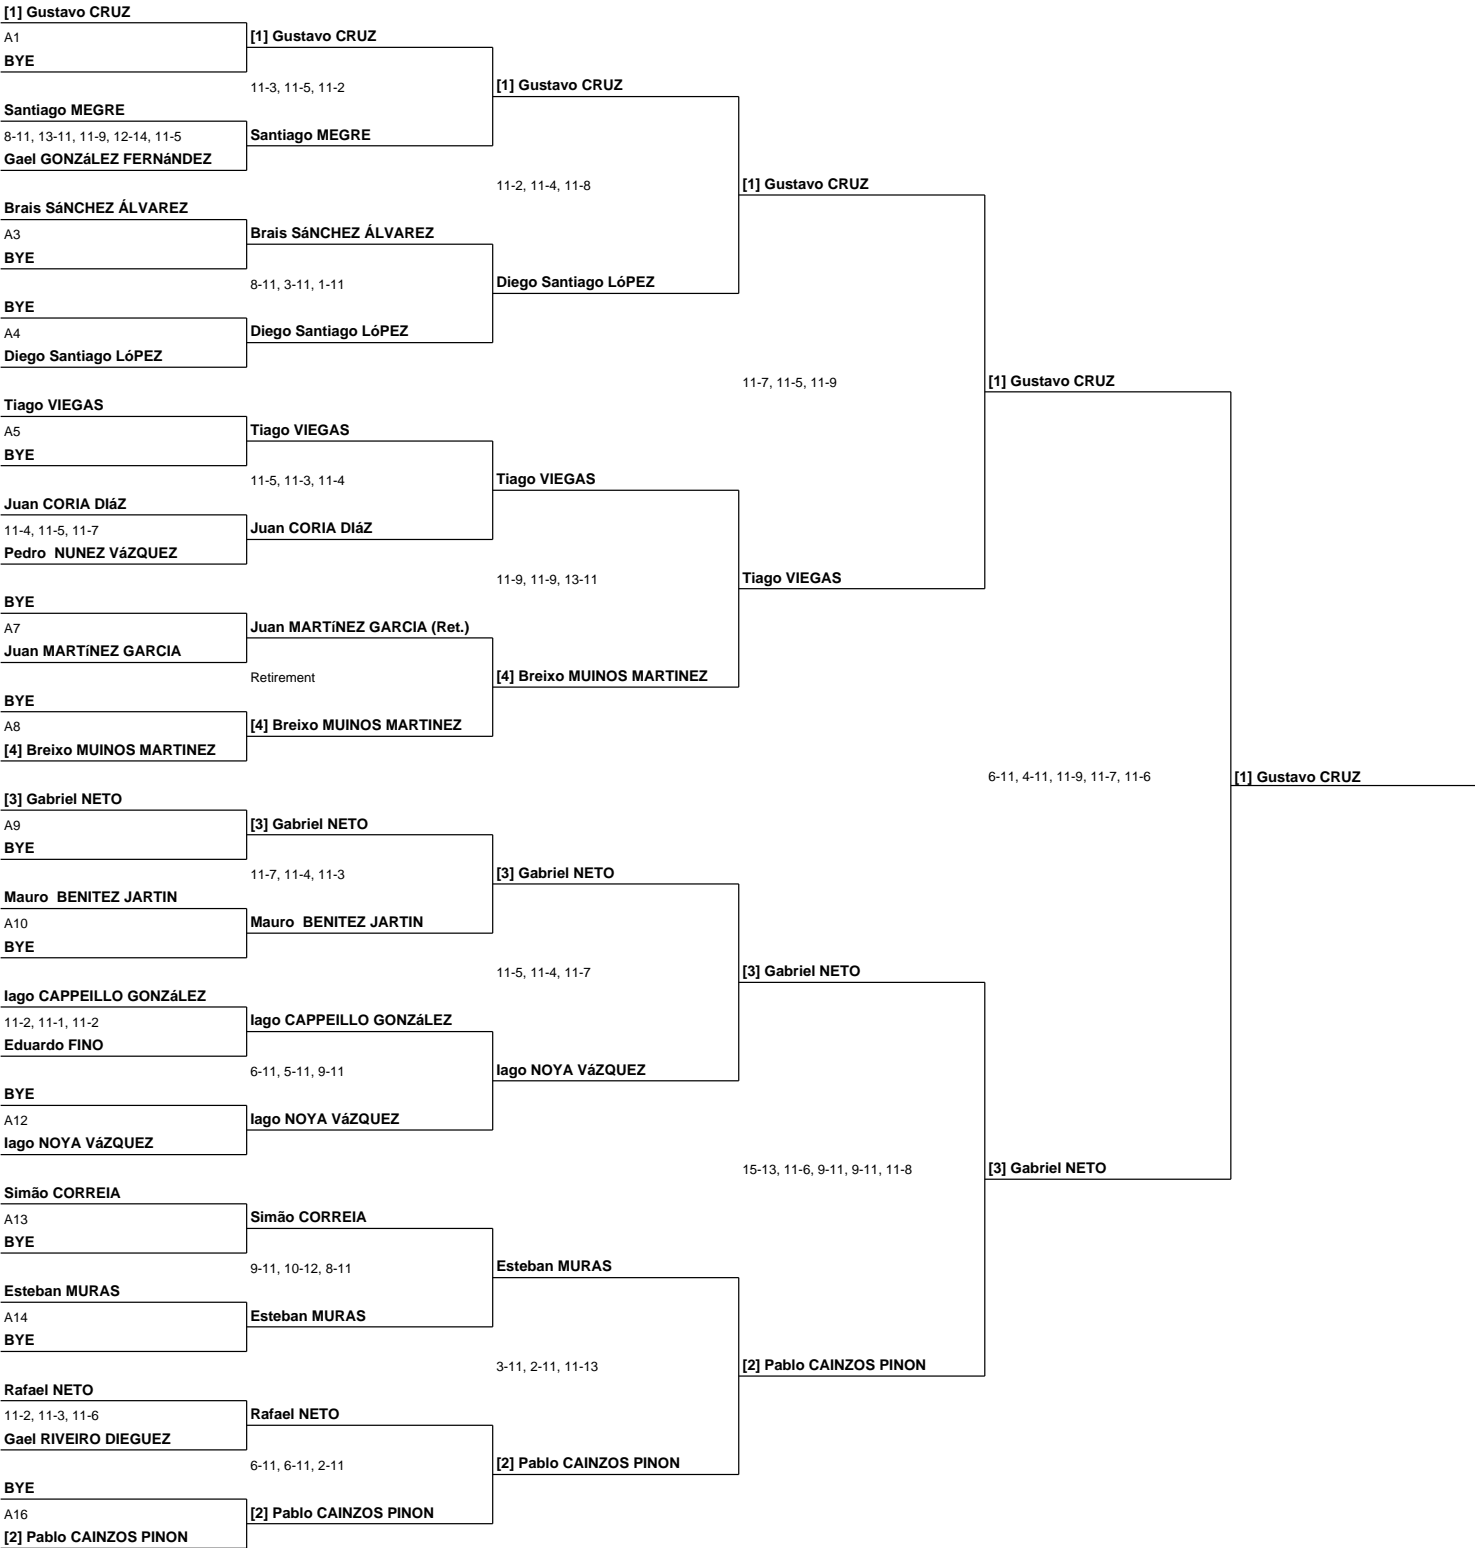 [1] Gustavo CRUZ
A1
[1] Gustavo CRUZ
BYE
11-3, 11-5, 11-2
[1] Gustavo CRUZ
Santiago MEGRE
8-11, 13-11, 11-9, 12-14, 11-5
Santiago MEGRE
Gael GONZáLEZ FERNáNDEZ
11-2, 11-4, 11-8
[1] Gustavo CRUZ
Brais SáNCHEZ ÁLVAREZ
A3
Brais SáNCHEZ ÁLVAREZ
BYE
8-11, 3-11, 1-11
Diego Santiago LóPEZ
BYE
A4
Diego Santiago LóPEZ
Diego Santiago LóPEZ
11-7, 11-5, 11-9
[1] Gustavo CRUZ
Tiago VIEGAS
A5
Tiago VIEGAS
BYE
11-5, 11-3, 11-4
Tiago VIEGAS
Juan CORIA DIáZ
11-4, 11-5, 11-7
Juan CORIA DIáZ
Pedro  NUNEZ VáZQUEZ
11-9, 11-9, 13-11
Tiago VIEGAS
BYE
A7
Juan MARTíNEZ GARCIA (Ret.)
Juan MARTíNEZ GARCIA
Retirement
[4] Breixo MUINOS MARTINEZ
BYE
A8
[4] Breixo MUINOS MARTINEZ
[4] Breixo MUINOS MARTINEZ
6-11, 4-11, 11-9, 11-7, 11-6
[1] Gustavo CRUZ
[3] Gabriel NETO
A9
[3] Gabriel NETO
BYE
11-7, 11-4, 11-3
[3] Gabriel NETO
Mauro  BENITEZ JARTIN
A10
Mauro  BENITEZ JARTIN
BYE
11-5, 11-4, 11-7
[3] Gabriel NETO
Iago CAPPEILLO GONZáLEZ
11-2, 11-1, 11-2
Iago CAPPEILLO GONZáLEZ
Eduardo FINO
6-11, 5-11, 9-11
Iago NOYA VáZQUEZ
BYE
A12
Iago NOYA VáZQUEZ
Iago NOYA VáZQUEZ
15-13, 11-6, 9-11, 9-11, 11-8
[3] Gabriel NETO
Simão CORREIA
A13
Simão CORREIA
BYE
9-11, 10-12, 8-11
Esteban MURAS
Esteban MURAS
A14
Esteban MURAS
BYE
3-11, 2-11, 11-13
[2] Pablo CAINZOS PINON
Rafael NETO
11-2, 11-3, 11-6
Rafael NETO
Gael RIVEIRO DIEGUEZ
6-11, 6-11, 2-11
[2] Pablo CAINZOS PINON
BYE
A16
[2] Pablo CAINZOS PINON
[2] Pablo CAINZOS PINON